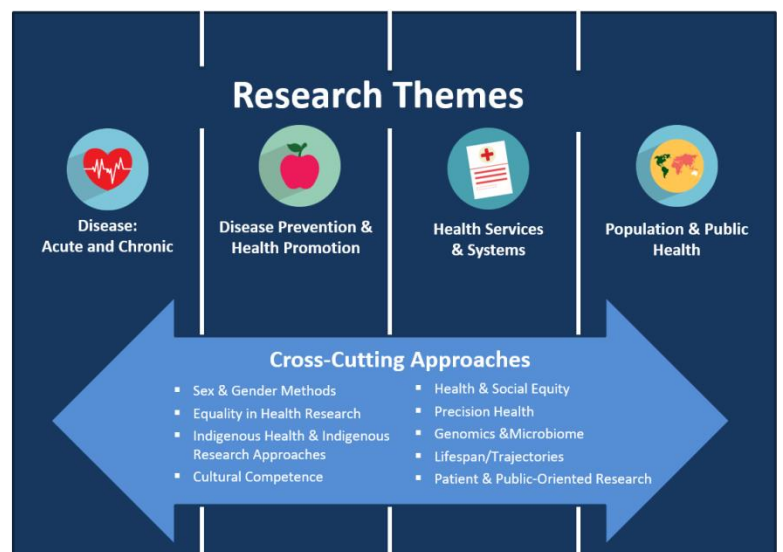 Research Themes
Disease:
Acute and Chronic
Disease Prevention &
Health Promotion
Health Services
& Systems
Population & Public
Health
Cross-Cutting Approaches
▪ Sex & Gender Methods
▪ Equality in Health Research
▪ Indigenous Health & Indigenous
Research Approaches
▪ Cultural Competence
▪ Health & Social Equity
▪ Precision Health
▪ Genomics &Microbiome
▪ Lifespan/Trajectories
▪ Patient & Public-Oriented Research